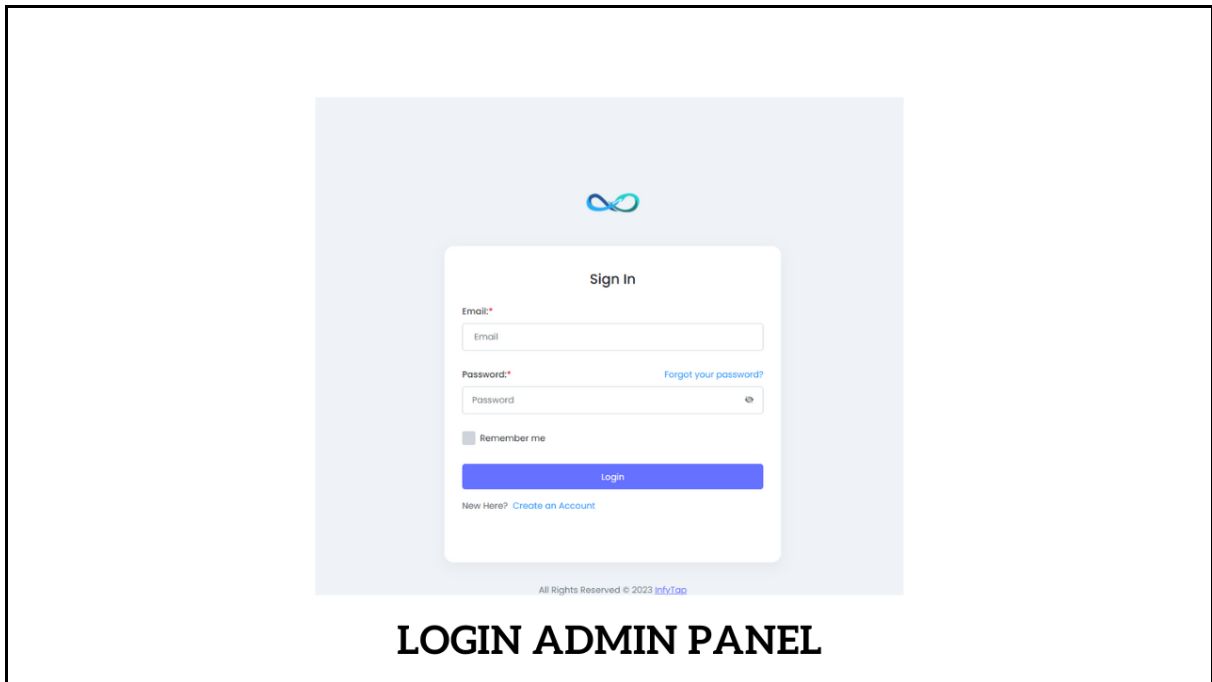 Sign In
Email:*
Email
Password:* Forgot your password?
Password
Remember me
Login
New Here? Create an Account
All Rights Reserved © 2023 InfyTap
LOGIN ADMIN PANEL